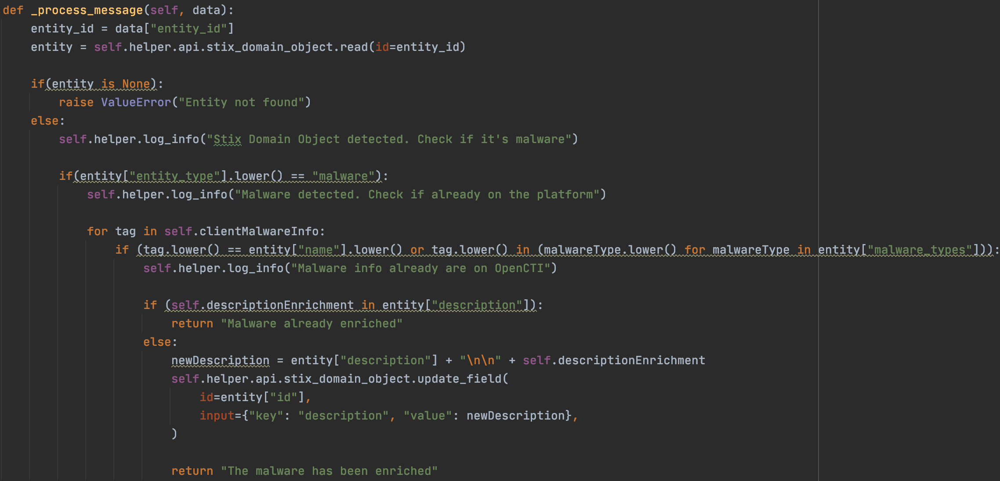 def _process_message(self, data):
    entity_id = data["entity_id"]
    entity = self.helper.api.stix_domain_object.read(id=entity_id)

    if(entity is None):
        raise ValueError("Entity not found")
    else:
        self.helper.log_info("Stix Domain Object detected. Check if it's malware")

        if(entity["entity_type"].lower() == "malware"):
            self.helper.log_info("Malware detected. Check if already on the platform")

            for tag in self.clientMalwareInfo:
                if (tag.lower() == entity["name"].lower() or tag.lower() in (malwareType.lower() for malwareType in entity["malware_types"])):
                    self.helper.log_info("Malware info already are on OpenCTI")

                    if (self.descriptionEnrichment in entity["description"]):
                        return "Malware already enriched"
                    else:
                        newDescription = entity["description"] + "\n\n" + self.descriptionEnrichment
                        self.helper.api.stix_domain_object.update_field(
                            id=entity["id"],
                            input={"key": "description", "value": newDescription},
                        )

                        return "The malware has been enriched"